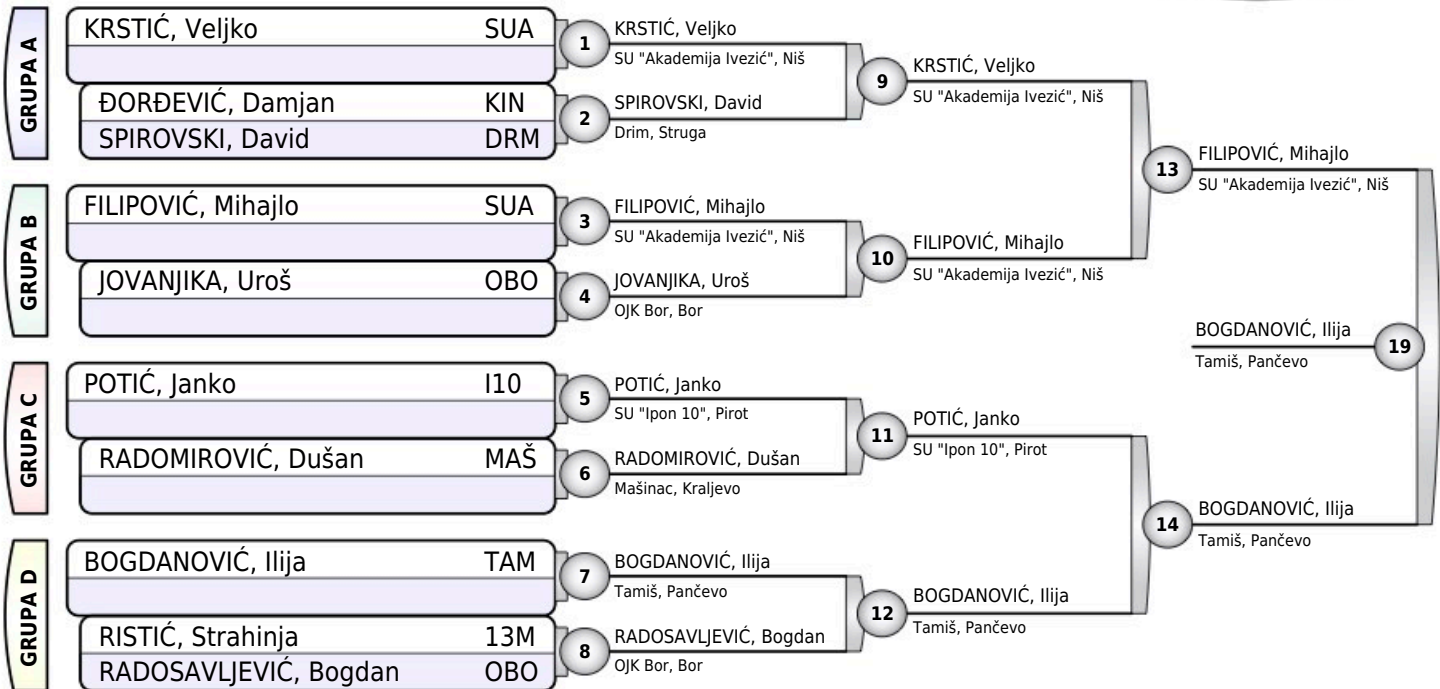 GRUPA A
KRSTIĆ, Veljko SUA
ĐORĐEVIĆ, Damjan KIN
SPIROVSKI, David DRM
GRUPA B
FILIPOVIĆ, Mihajlo SUA
JOVANJIKA, Uroš OBO
GRUPA C
POTIĆ, Janko I10
RADOMIROVIĆ, Dušan MAŠ
GRUPA D
BOGDANOVIĆ, Ilija TAM
RISTIĆ, Strahinja 13M
RADOSAVLJEVIĆ, Bogdan OBO
1
KRSTIĆ, Veljko
SU "Akademija Ivezić", Niš
2
SPIROVSKI, David
Drim, Struga
3
FILIPOVIĆ, Mihajlo
SU "Akademija Ivezić", Niš
4
JOVANJIKA, Uroš
OJK Bor, Bor
5
POTIĆ, Janko
SU "Ipon 10", Pirot
6
RADOMIROVIĆ, Dušan
Mašinac, Kraljevo
7
BOGDANOVIĆ, Ilija
Tamiš, Pančevo
8
RADOSAVLJEVIĆ, Bogdan
OJK Bor, Bor
9
KRSTIĆ, Veljko
SU "Akademija Ivezić", Niš
10
FILIPOVIĆ, Mihajlo
SU "Akademija Ivezić", Niš
11
POTIĆ, Janko
SU "Ipon 10", Pirot
12
BOGDANOVIĆ, Ilija
Tamiš, Pančevo
13
FILIPOVIĆ, Mihajlo
SU "Akademija Ivezić", Niš
14
BOGDANOVIĆ, Ilija
Tamiš, Pančevo
BOGDANOVIĆ, Ilija
Tamiš, Pančevo
19